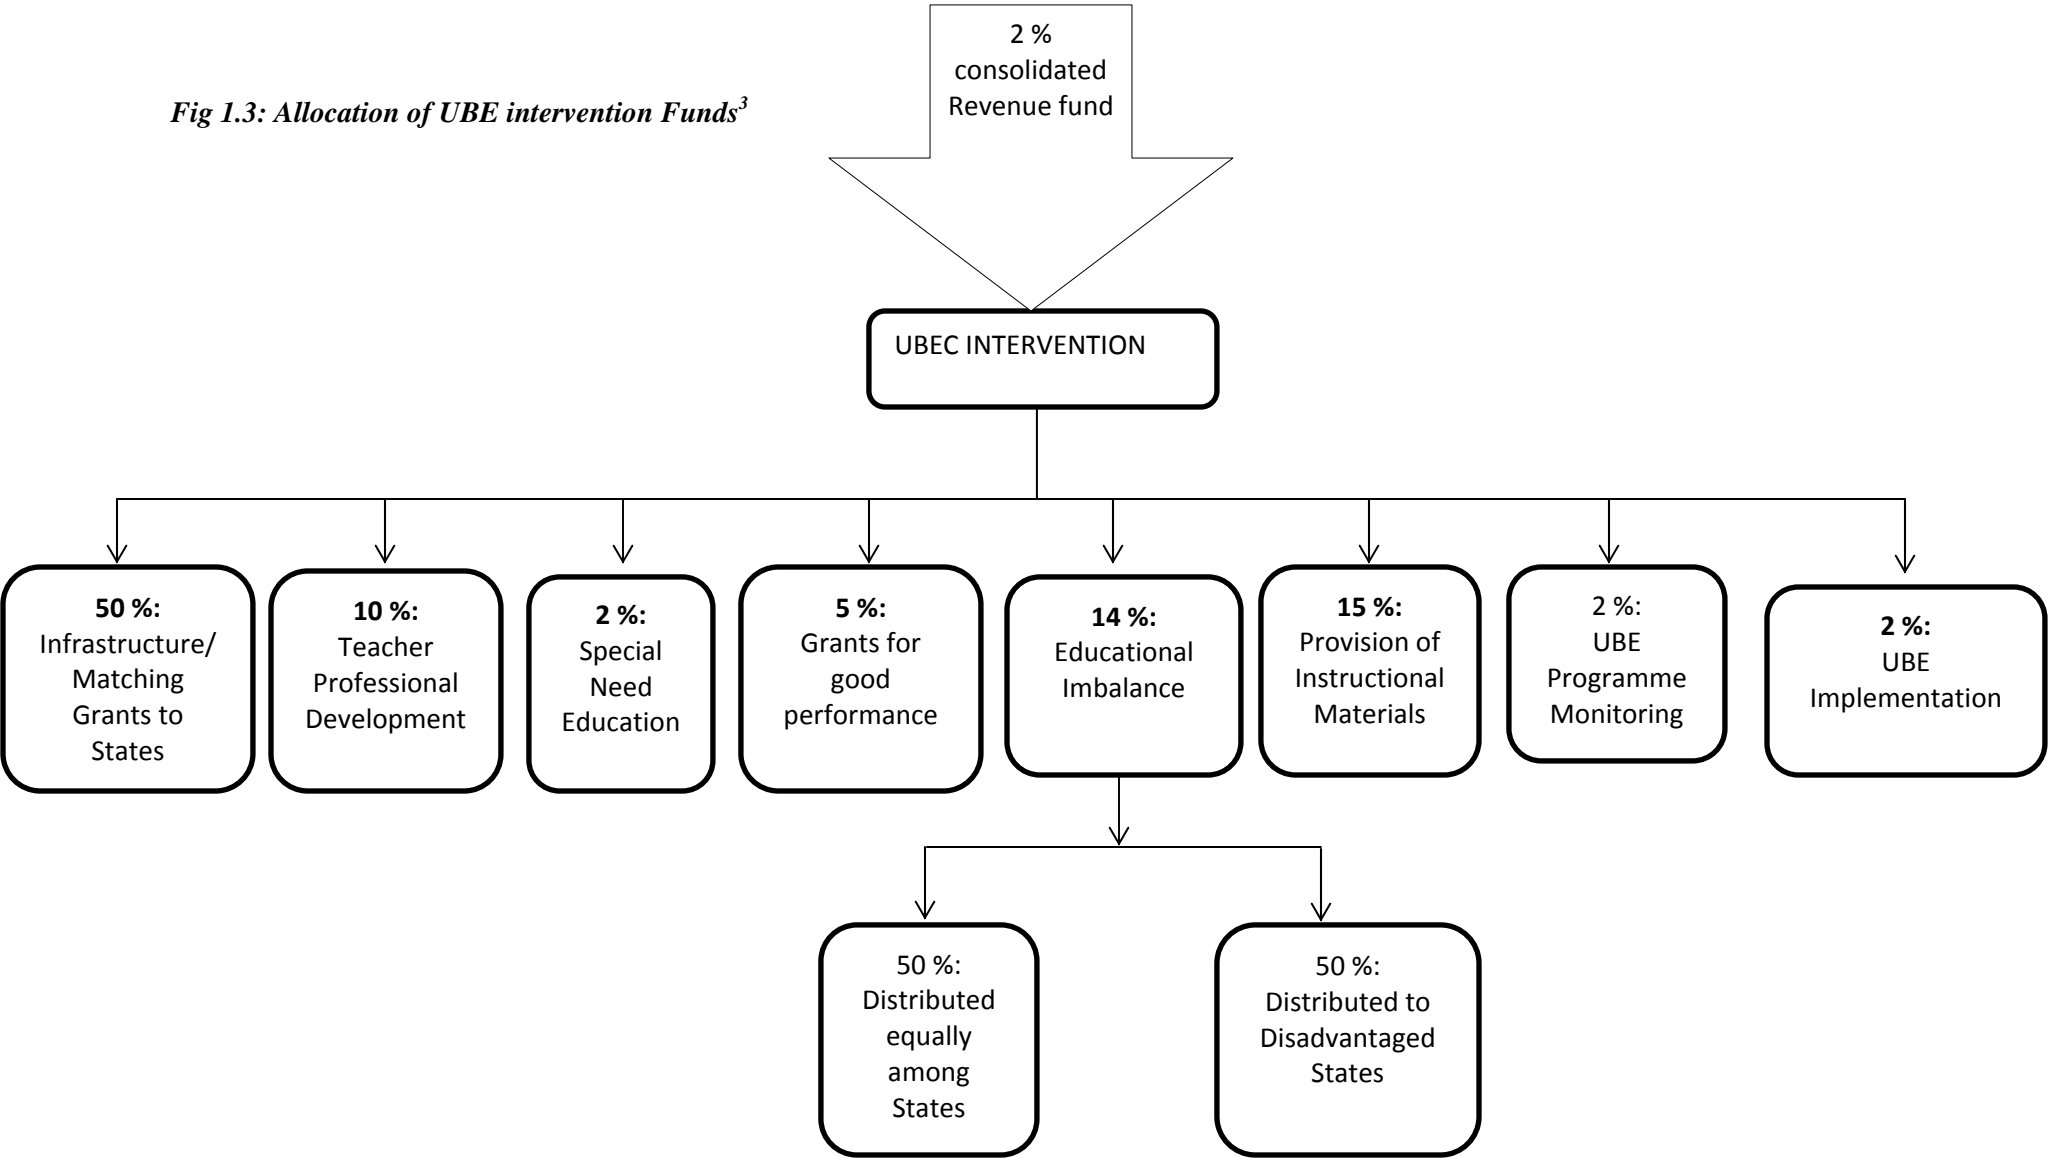 2 %
consolidated
Revenue fund
Fig 1.3: Allocation of UBE intervention Funds3
UBEC INTERVENTION
50 %:
Infrastructure/
Matching
Grants to
States
10 %:
Teacher
Professional
Development
2 %:
Special
Need
Education
5 %:
Grants for
good
performance
14 %:
Educational
Imbalance
15 %:
Provision of
Instructional
Materials
2 %:
UBE
Programme
Monitoring
2 %:
UBE
Implementation
50 %:
Distributed
equally
among
States
50 %:
Distributed to
Disadvantaged
States